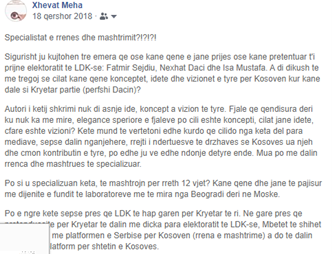 Xhevat Meha
18 qershor 2018 ·
Specialistat e rrenes dhe mashtrimit?!?!?!
Sigurisht ju kujtohen tre emera qe ose kane qene e jane prijes ose kane pretentuar t'i
prijne elektoratit te LDK-se: Fatmir Sejdiu, Nexhat Daci dhe Isa Mustafa. A di dikush te
me tregoj se cilat kane qene konceptet, idete dhe vizionet e tyre per Kosoven kur kane
dale si Kryetar partie (perfshi Dacin)?
Autori i ketij shkrimi nuk di asnje ide, koncept a vizion te tyre. Fjale qe qendisura deri
ku nuk ka me mire, elegance speriore e fjaleve po cili eshte koncepti, cilat jane idete,
cfare eshte vizioni? Kete mund te vertetoni edhe kurdo qe cilido nga keta del para
mediave, sepse dalin nganjehere, rrejti i ndertuesve te drzhaves se Kosoves ua njeh
dhe cmon kontributin e tyre, po edhe ju ve edhe ndonje detyre ende. Mua po me dalin
rrenca dhe mashtrues te specializuar.
Po si u specializuan keta, te mashtrojn per rreth 12 vjet? Kane qene dhe jane te pajisur
me dijenite e fundit te laboratoreve me te mira nga Beogradi deri ne Moske.
Po e ngre kete sepse pres qe LDK te hap garen per Kryetar te ri. Ne gare pres qe
per Kryetar te dalin me dicka para elektoratit te LDK-se, Mbetet te shihet
me platformen e Serbise per Kosoven (rrena e mashtrime) a do te dalin
platform per shtetin e Kosoves.